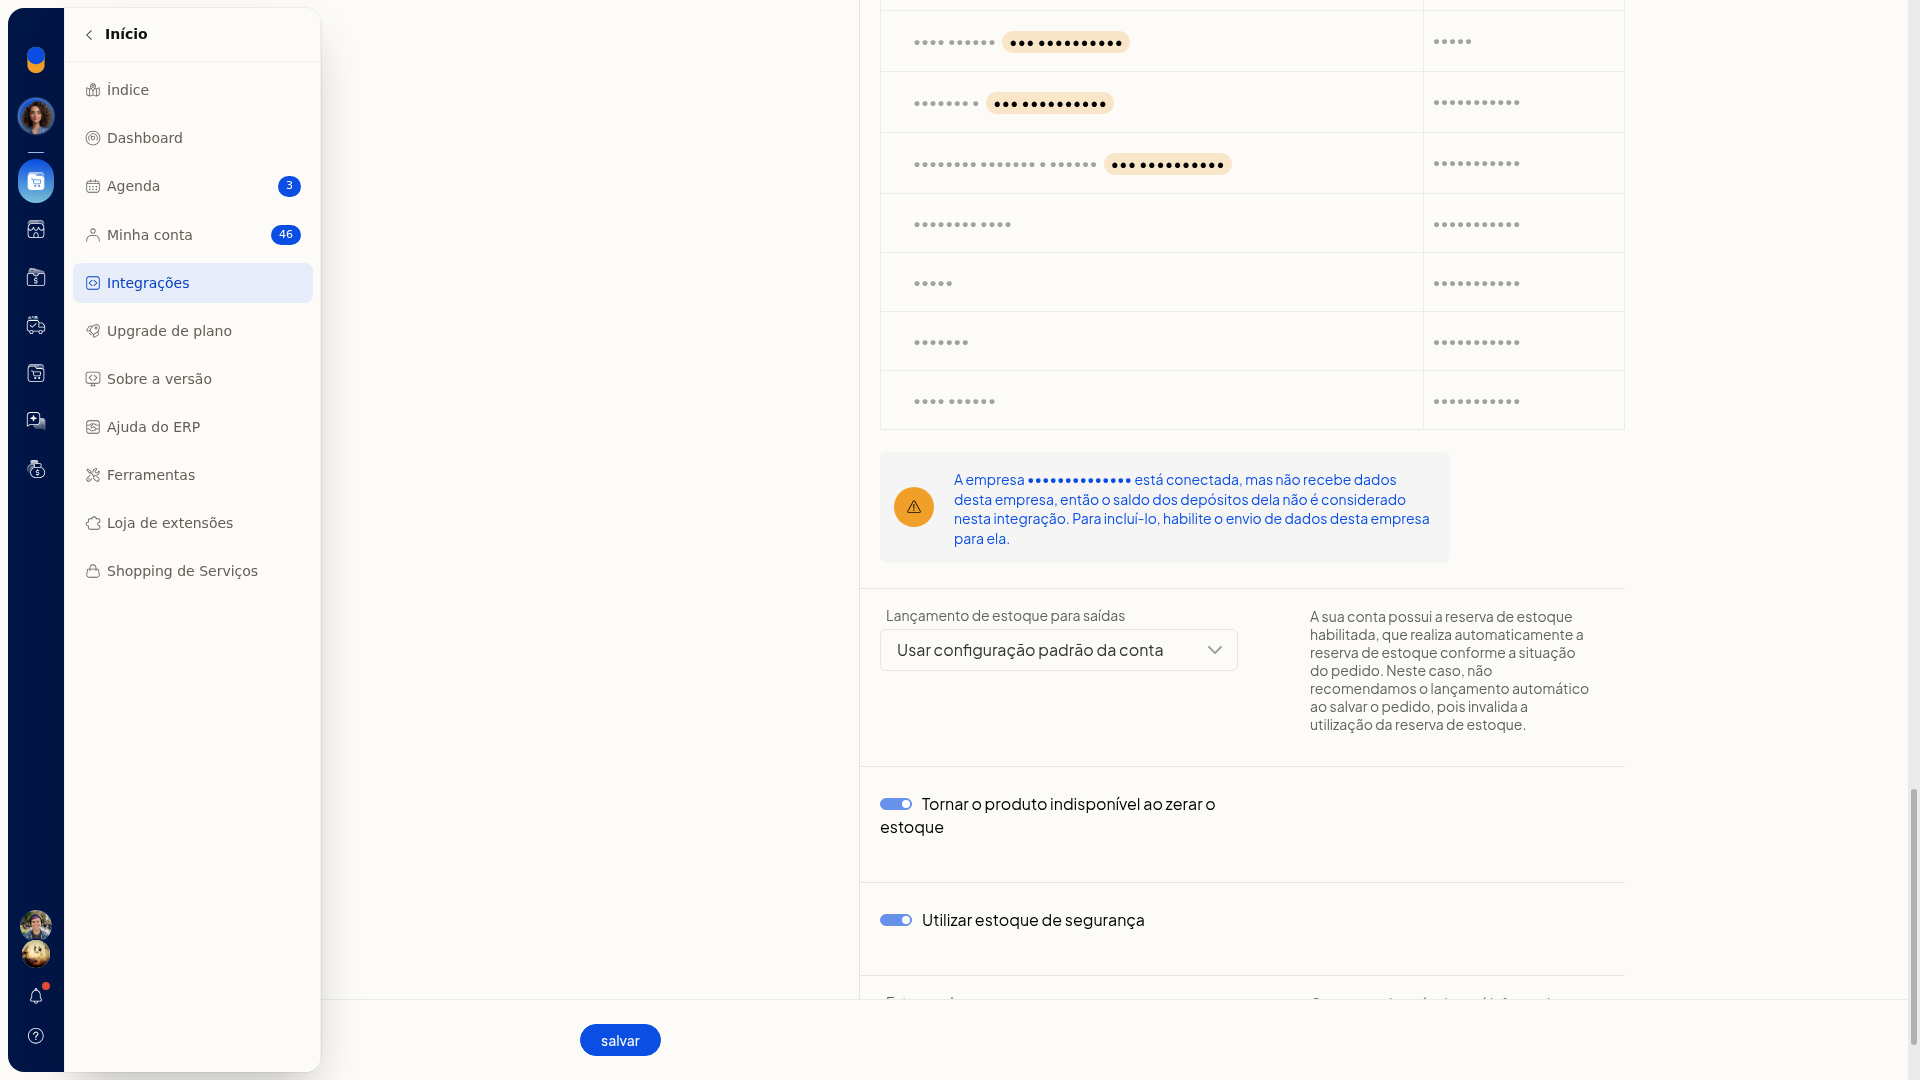 Início
Índice
Dashboard
Agenda
3
Minha conta
46
Integrações
Upgrade de plano
Sobre a versão
Ajuda do ERP
Ferramentas
Loja de extensões
Shopping de Serviços
A empresa •••••••••••••• está conectada, mas não recebe dados
desta empresa, então o saldo dos depósitos dela não é considerado
nesta integração. Para incluí-lo, habilite o envio de dados desta empresa
para ela.
Lançamento de estoque para saídas
Usar configuração padrão da conta
A sua conta possui a reserva de estoque
habilitada, que realiza automaticamente a
reserva de estoque conforme a situação
do pedido. Neste caso, não
recomendamos o lançamento automático
ao salvar o pedido, pois invalida a
utilização da reserva de estoque.
Tornar o produto indisponível ao zerar o
estoque
Utilizar estoque de segurança
salvar